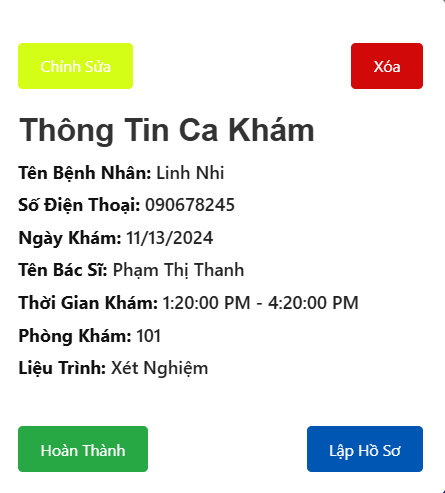 Chỉnh Sửa
Xóa
Thông Tin Ca Khám
Tên Bệnh Nhân: Linh Nhi
Số Điện Thoại: 090678245
Ngày Khám: 11/13/2024
Tên Bác Sĩ: Phạm Thị Thanh
Thời Gian Khám: 1:20:00 PM - 4:20:00 PM
Phòng Khám: 101
Liệu Trình: Xét Nghiệm
Hoàn Thành
Lập Hồ Sơ